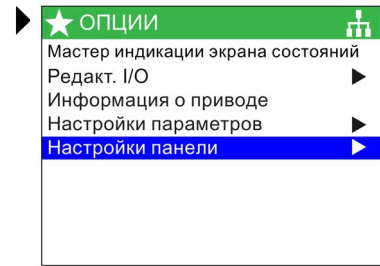 ОПЦИИ
Мастер индикации экрана состояний
Редакт. I/O
Информация о приводе
Настройки параметров
Настройки панели